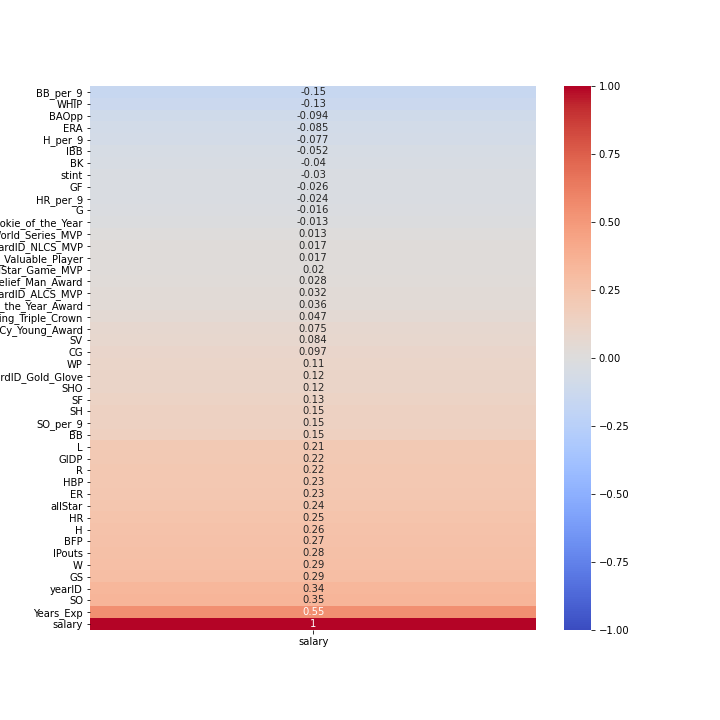 BB_per_9 -0.15
WHIP -0.13
BAOpp -0.094
ERA -0.085
H_per_9 -0.077
IBB -0.052
BK -0.04
stint -0.03
GF -0.026
HR_per_9 -0.024
G -0.016
okie_of_the_Year -0.013
orld_Series_MVP 0.013
ardID_NLCS_MVP 0.017
_Valuable_Player 0.017
Star_Game_MVP 0.02
elief_Man_Award 0.028
ardID_ALCS_MVP 0.032
_the_Year_Award 0.036
ing_Triple_Crown 0.047
Cy_Young_Award 0.075
SV 0.084
CG 0.097
WP 0.11
rdID_Gold_Glove 0.12
SHO 0.12
SF 0.13
SH 0.15
SO_per_9 0.15
BB 0.15
L 0.21
GIDP 0.22
R 0.22
HBP 0.23
ER 0.23
allStar 0.24
HR 0.25
H 0.26
BFP 0.27
IPouts 0.28
W 0.29
GS 0.29
yearID 0.34
SO 0.35
Years_Exp 0.55
salary 1
salary
1.00
0.75
0.50
0.25
0.00
−0.25
−0.50
−0.75
−1.00